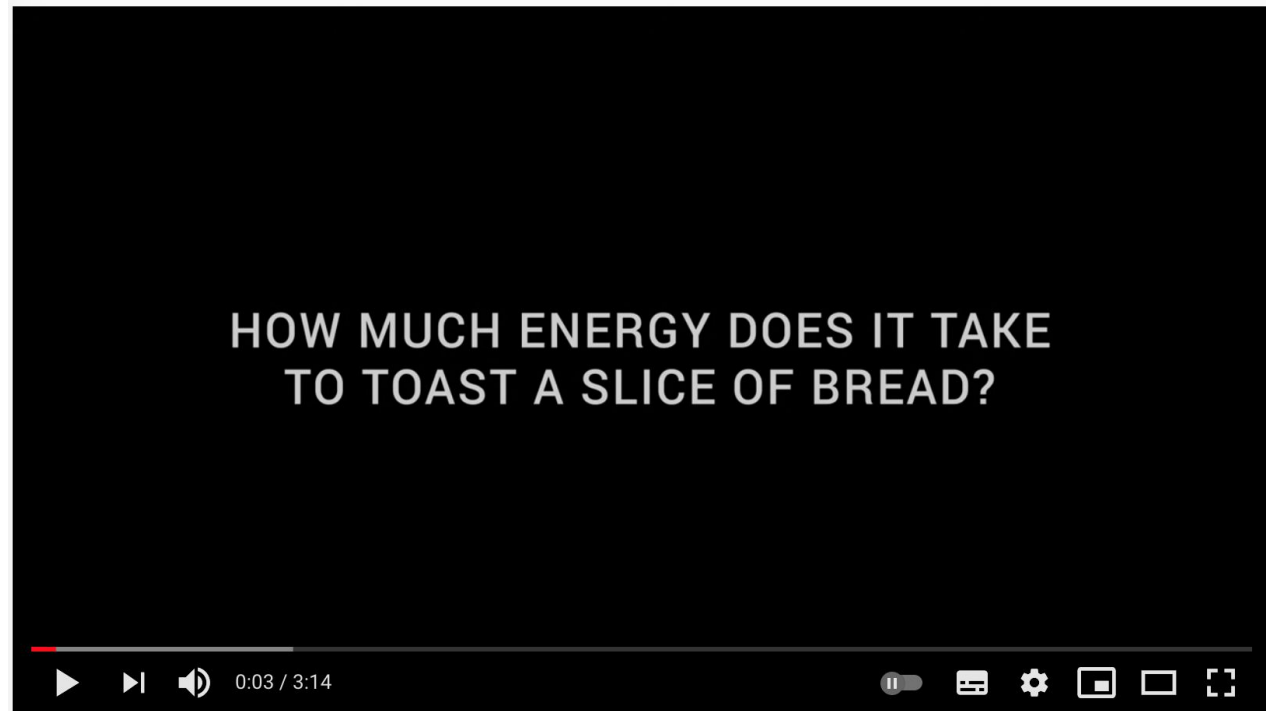 HOW MUCH ENERGY DOES IT TAKE
TO TOAST A SLICE OF BREAD?
0:03 / 3:14